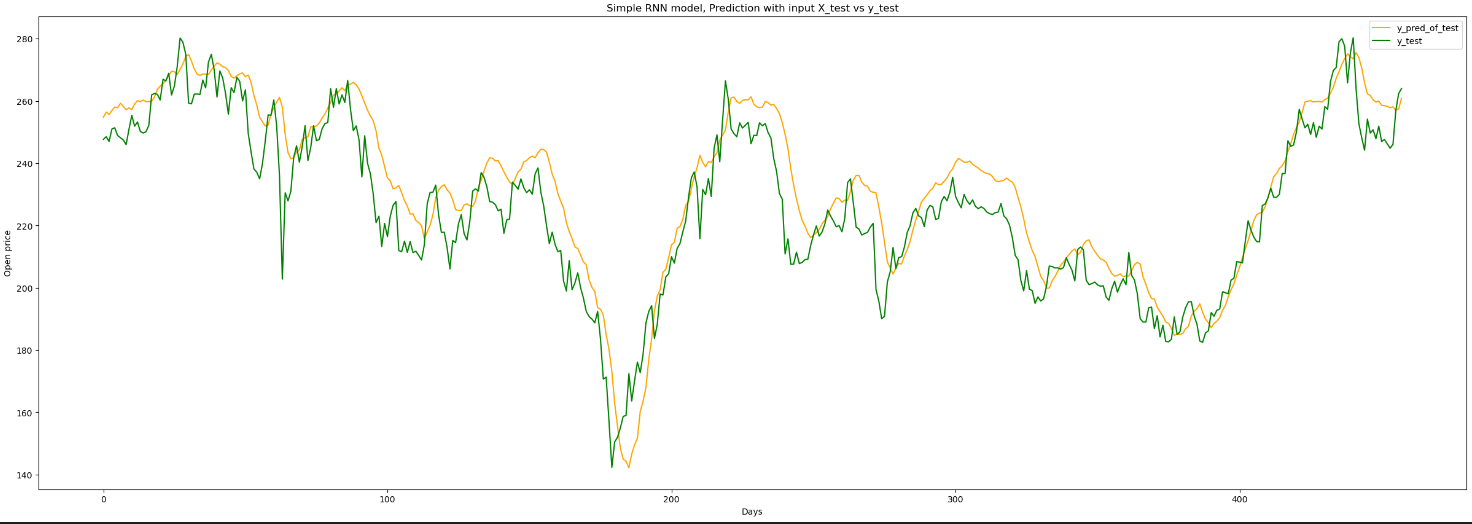 Simple RNN model, Prediction with input X_test vs y_test
y_pred_of_test
y_test
280
260
240
220
200
180
160
140
Open price
0 100 200 300 400
Days